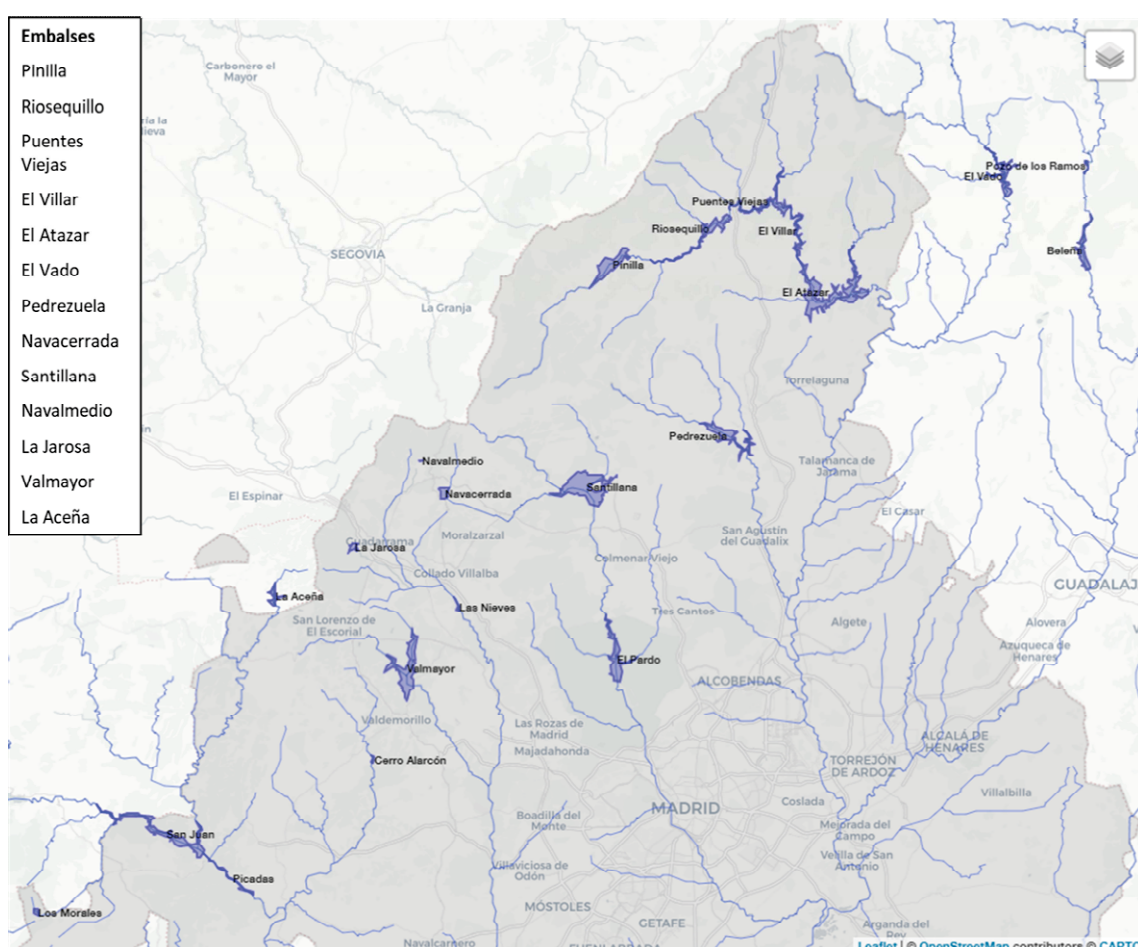 Embalses
Pinilla
Riosequillo
Puentes
Viejas
El Villar
El Atazar
El Vado
Pedrezuela
Navacerrada
Santillana
Navalmedio
La Jarosa
Valmayor
La Aceña
Carbonero el
Mayor
SEGOVIA
La Granja
El Espinar
Pozo de los Ramos
El Vado
Puentes Viejas
Riosequillo
El Villar
Beleña
Pinilla
El Atazar
Torrelaguna
Pedrezuela
Talamanca de
Jarama
Navalmedio
Navacerrada
Santillana
El Casar
Moralzarzal
San Agustín
del Guadalix
Guadarrama
La Jarosa
Colmenar Viejo
Collado Villalba
GUADALAJ
La Aceña
Las Nieves
Tres Cantos
San Lorenzo de
El Escorial
Algete
Alovera
Azuqueca de
Henares
El Pardo
Valmayor
ALCOBENDAS
Valdemorillo
Las Rozas de
Madrid
Majadahonda
ALCALÁ DE
HENARES
Cerro Alarcón
TORREJÓN
DE ARDOZ
Villalbilla
Coslada
MADRID
Boadilla del
Monte
Mejorada del
Campo
San Juan
Velilla de San
Antonio
Villaviciosa de
Odón
Picadas
MÓSTOLES
Los Morales
GETAFE
Arganda del
Rey
Navalcarnero
FUENLABRADA
Leaflet | © OpenStreetMap contributors © CARTO